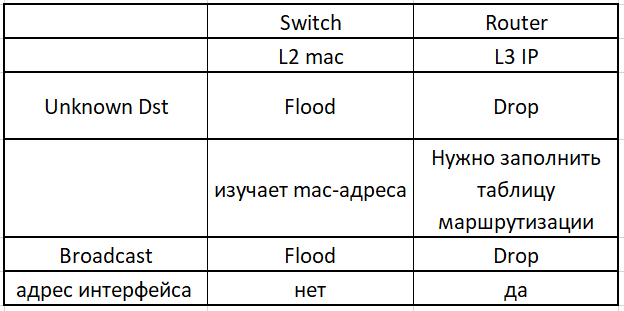 Switch Router
L2 mac L3 IP
Unknown Dst Flood Drop
изучает mac-адреса Нужно заполнить
таблицу
маршрутизации
Broadcast Flood Drop
адрес интерфейса нет да